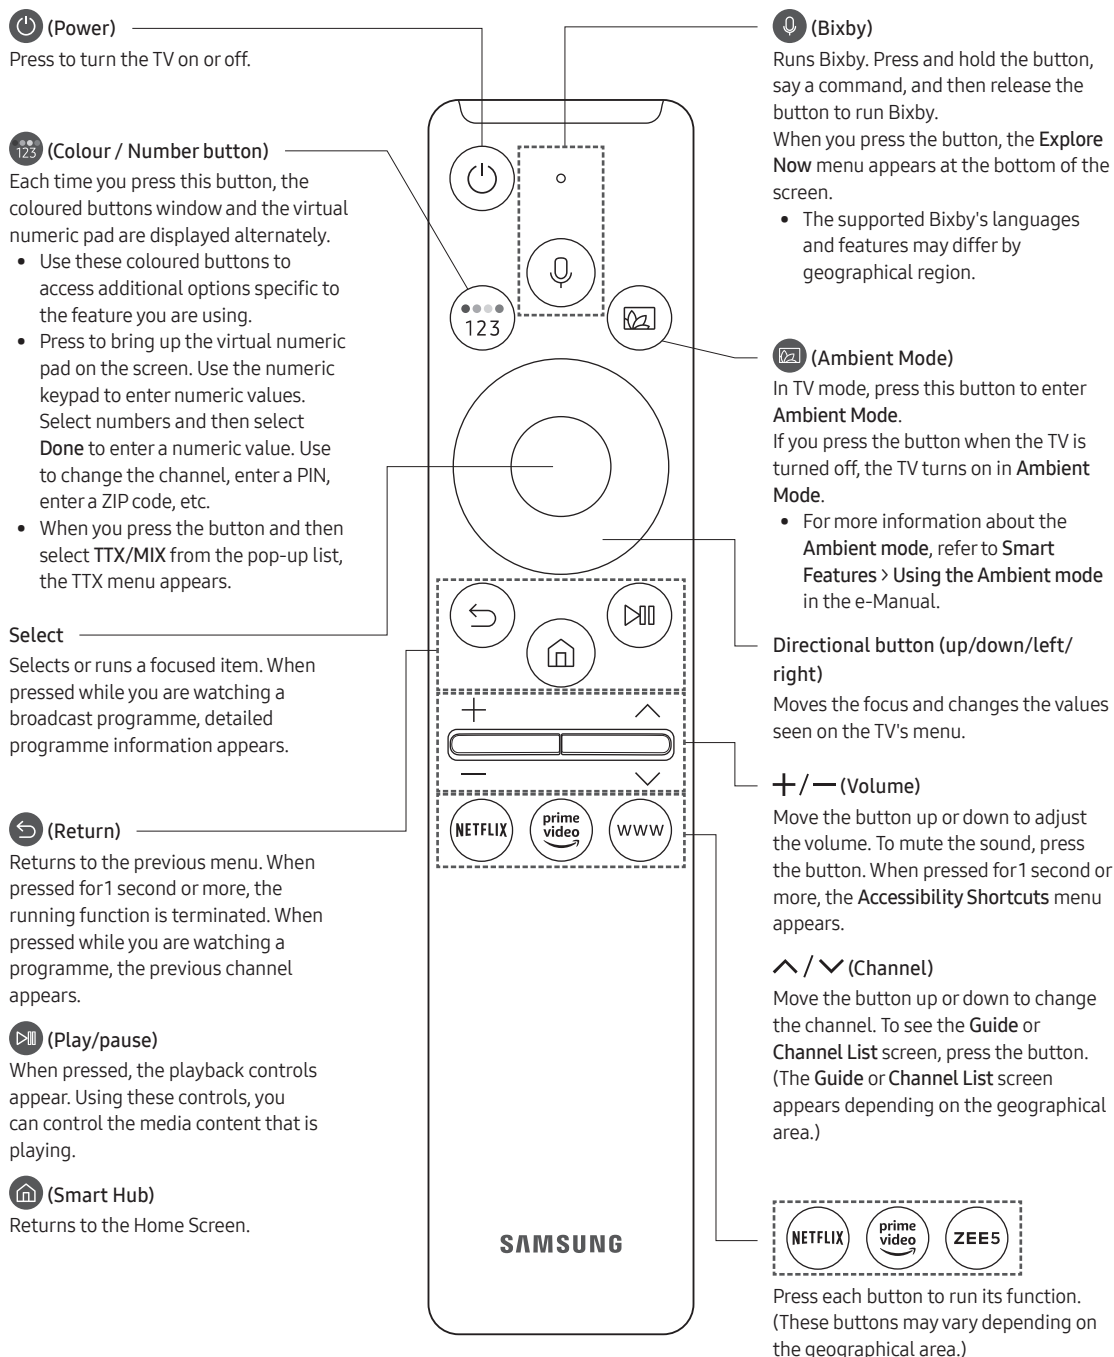 (Power)
Press to turn the TV on or off.
123 (Colour / Number button)
Each time you press this button, the
coloured buttons window and the virtual
numeric pad are displayed alternately.
• Use these coloured buttons to
access additional options specific to
the feature you are using.
• Press to bring up the virtual numeric
pad on the screen. Use the numeric
keypad to enter numeric values.
Select numbers and then select
Done to enter a numeric value. Use
to change the channel, enter a PIN,
enter a ZIP code, etc.
• When you press the button and then
select TTX/MIX from the pop-up list,
the TTX menu appears.
Select
Selects or runs a focused item. When
pressed while you are watching a
broadcast programme, detailed
programme information appears.
(Return)
Returns to the previous menu. When
pressed for 1 second or more, the
running function is terminated. When
pressed while you are watching a
programme, the previous channel
appears.
(Play/pause)
When pressed, the playback controls
appear. Using these controls, you
can control the media content that is
playing.
(Smart Hub)
Returns to the Home Screen.
123
NETFLIX
prime
video
www
SAMSUNG
(Bixby)
Runs Bixby. Press and hold the button,
say a command, and then release the
button to run Bixby.
When you press the button, the Explore
Now menu appears at the bottom of the
screen.
• The supported Bixby's languages
and features may differ by
geographical region.
(Ambient Mode)
In TV mode, press this button to enter
Ambient Mode.
If you press the button when the TV is
turned off, the TV turns on in Ambient
Mode.
• For more information about the
Ambient mode, refer to Smart
Features > Using the Ambient mode
in the e-Manual.
Directional button (up/down/left/
right)
Moves the focus and changes the values
seen on the TV's menu.
+/− (Volume)
Move the button up or down to adjust
the volume. To mute the sound, press
the button. When pressed for 1 second or
more, the Accessibility Shortcuts menu
appears.
/ (Channel)
Move the button up or down to change
the channel. To see the Guide or
Channel List screen, press the button.
(The Guide or Channel List screen
appears depending on the geographical
area.)
NETFLIX
prime
video
ZEE5
Press each button to run its function.
(These buttons may vary depending on
the geographical area.)